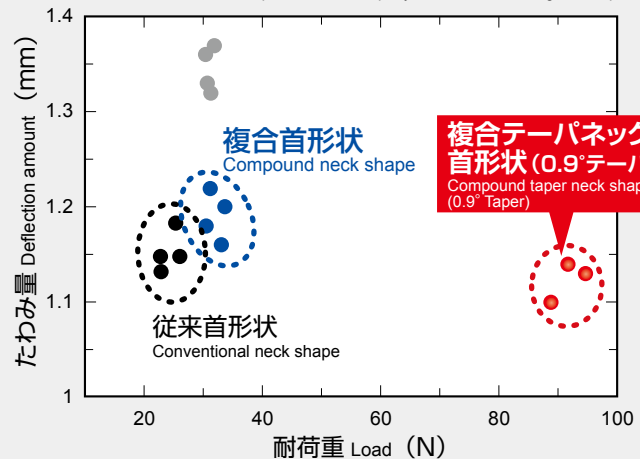 1.4
1.3
1.2
1.1
1
たわみ量 Deflection amount (mm)
複合首形状
Compound neck shape
複合テーパネック
首形状(0.9°テーパ
Compound taper neck shap
(0.9° Taper)
従来首形状
Conventional neck shape
20
40
60
80
100
耐荷重 Load (N)